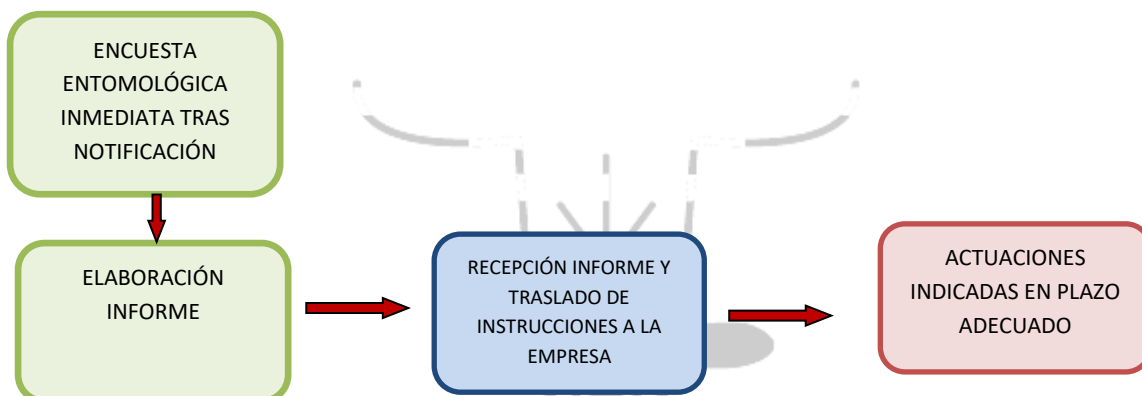 ENCUESTA
ENTOMOLÓGICA
INMEDIATA TRAS
NOTIFICACIÓN
ELABORACIÓN
INFORME
RECEPCIÓN INFORME Y
TRASLADO DE
INSTRUCCIONES A LA
EMPRESA
ACTUACIONES
INDICADAS EN PLAZO
ADECUADO